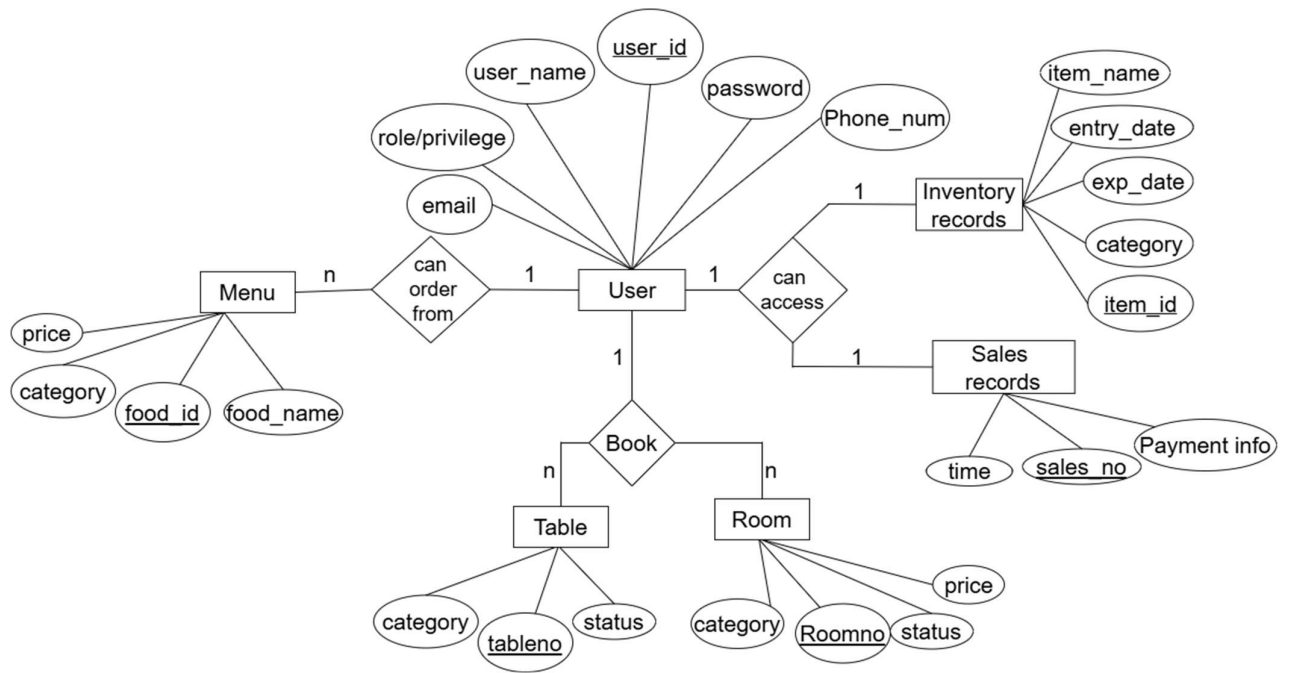 user_id
user_name
password
item_name
Phone_num
entry_date
role/privilege
exp_date
1
Inventory
records
email
category
can
order
from
n
1
1
can
access
Menu
User
item_id
price
1
1
Sales
records
category
food_id
food_name
Book
Payment info
n
n
time
sales_no
Table
Room
price
category
tableno
status
category
Roomno
status